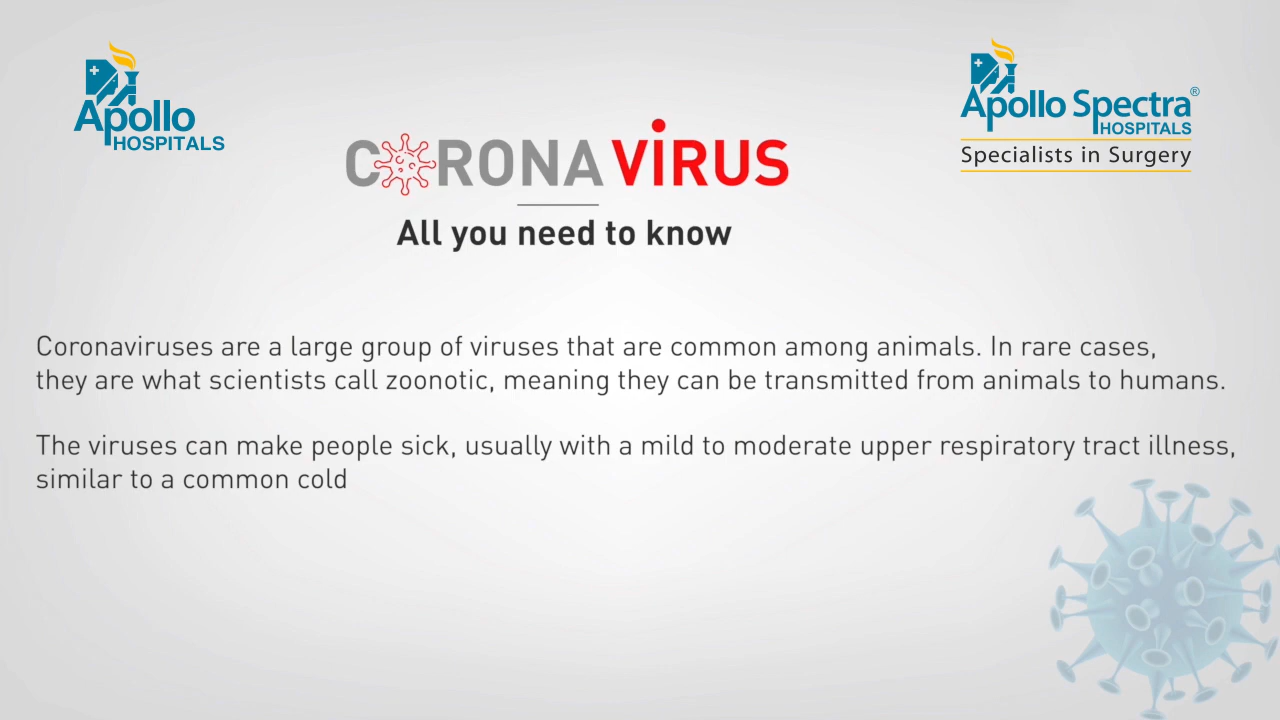 Apollo
HOSPITALS
Apollo Spectra®
HOSPITALS
Specialists in Surgery
CORONA VIRUS
All you need to know
Coronaviruses are a large group of viruses that are common among animals. In rare cases,
they are what scientists call zoonotic, meaning they can be transmitted from animals to humans.
The viruses can make people sick, usually with a mild to moderate upper respiratory tract illness,
similar to a common cold